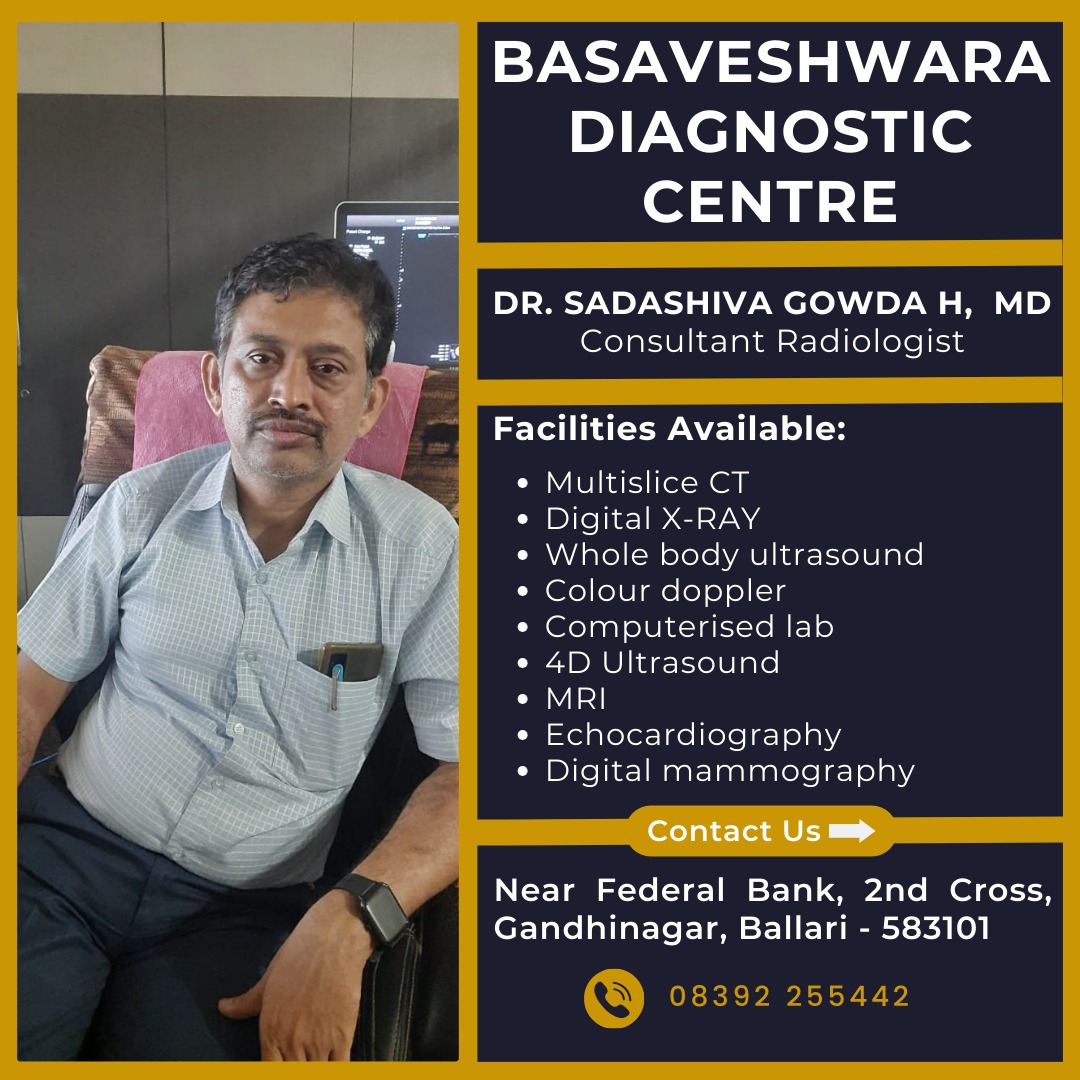 BASAVESHWARA
DIAGNOSTIC
CENTRE
DR. SADASHIVA GOWDA H, MD
Consultant Radiologist
Facilities Available:
• Multislice CT
• Digital X-RAY
• Whole body ultrasound
• Colour doppler
• Computerised lab
• 4D Ultrasound
• MRI
• Echocardiography
• Digital mammography
Contact Us
Near Federal Bank, 2nd Cross,
Gandhinagar, Ballari - 583101
08392 255442